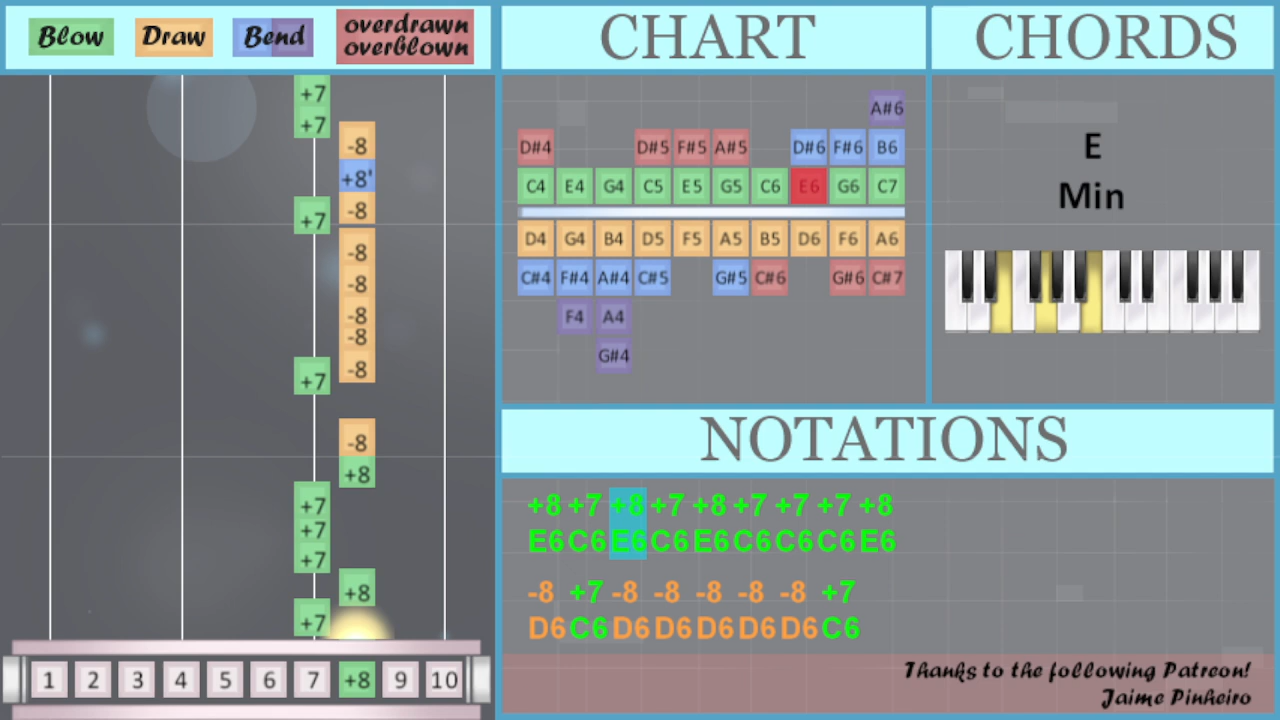 Blow Draw Bend overdrawn overblown
CHART
CHORDS
+7
+7
-8
+8'
-8
+7
-8
-8
-8
-8
-8
+7
-8
+8
+7
+7
+7
+8
+7
1 2 3 4 5 6 7 +8 9 10
A#6
D#4 D#5 F#5 A#5 D#6 F#6 B6
C4 E4 G4 C5 E5 G5 C6 E6 G6 C7
D4 G4 B4 D5 F5 A5 B5 D6 F6 A6
C#4 F#4 A#4 C#5 G#5 C#6 G#6 C#7
F4 A4
G#4
E
Min
NOTATIONS
+8 +7 +8 +7 +8 +7 +7 +7 +8
E6 C6 E6 C6 E6 C6 C6 C6 E6
-8 +7 -8 -8 -8 -8 -8 +7
D6 C6 D6 D6 D6 D6 D6 C6
Thanks to the following Patreon!
Jaime Pinheiro